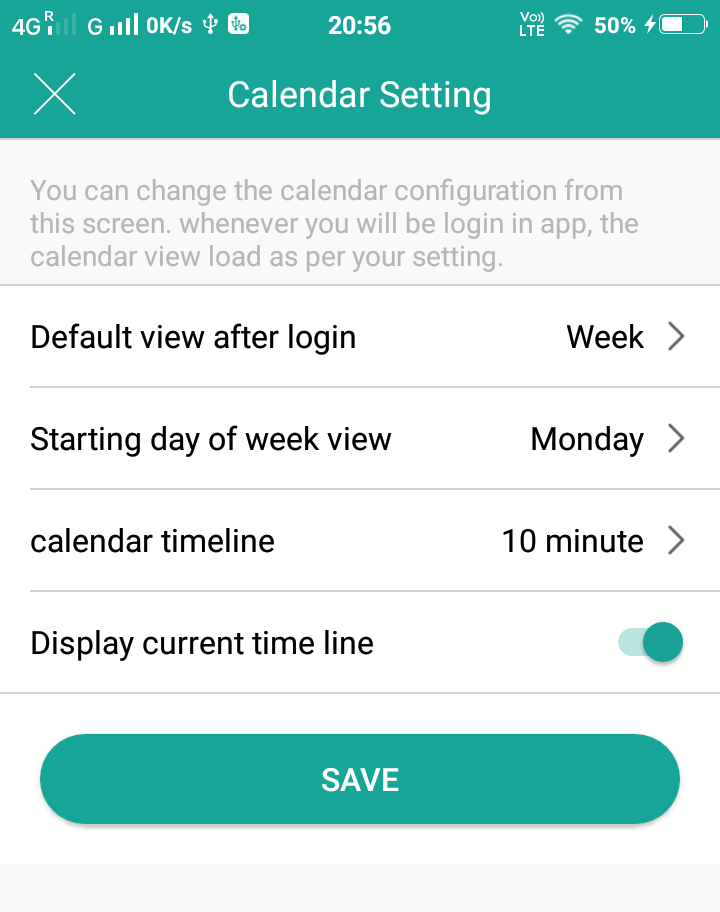 4G R G 0K/s 20:56 Vo)) LTE 50%
Calendar Setting
You can change the calendar configuration from
this screen. whenever you will be login in app, the
calendar view load as per your setting.
Default view after login Week
Starting day of week view Monday
calendar timeline 10 minute
Display current time line
SAVE